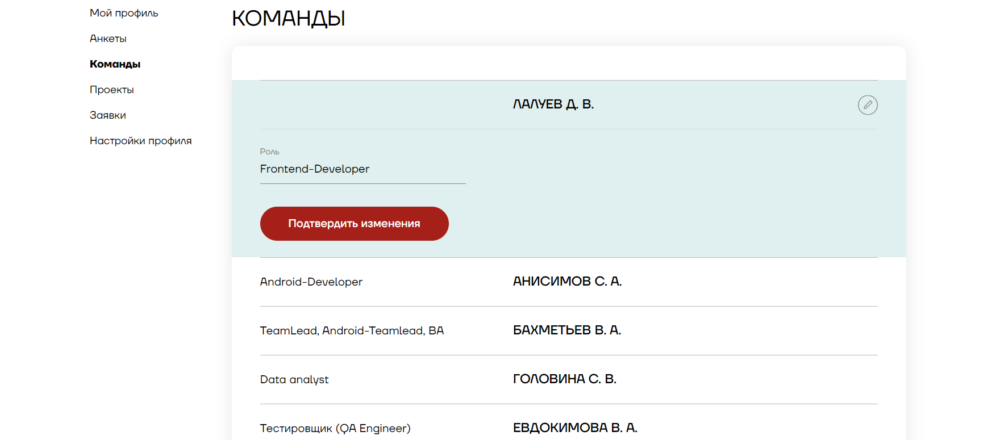 Мой профиль
Анкеты
Команды
Проекты
Заявки
Настройки профиля
КОМАНДЫ
ЛАЛУЕВ Д. В.
Роль
Frontend-Developer
Подтвердить изменения
Android-Developer АНИСИМОВ С. А.
TeamLead, Android-Teamlead, BA БАХМЕТЬЕВ В. А.
Data analyst ГОЛОВИНА С. В.
Тестировщик (QA Engineer) ЕВДОКИМОВА В. А.